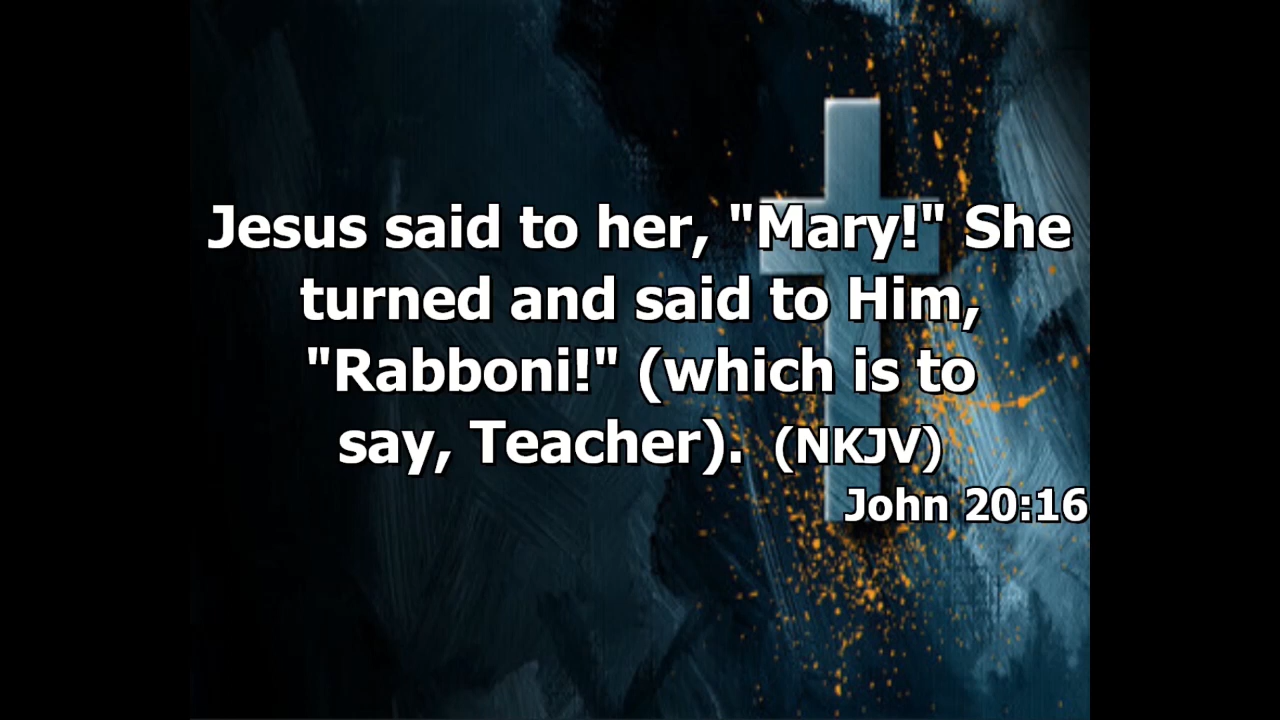 Jesus said to her, "Mary!" She
turned and said to Him,
"Rabboni!" (which is to
say, Teacher). (NKJV)
John 20:16